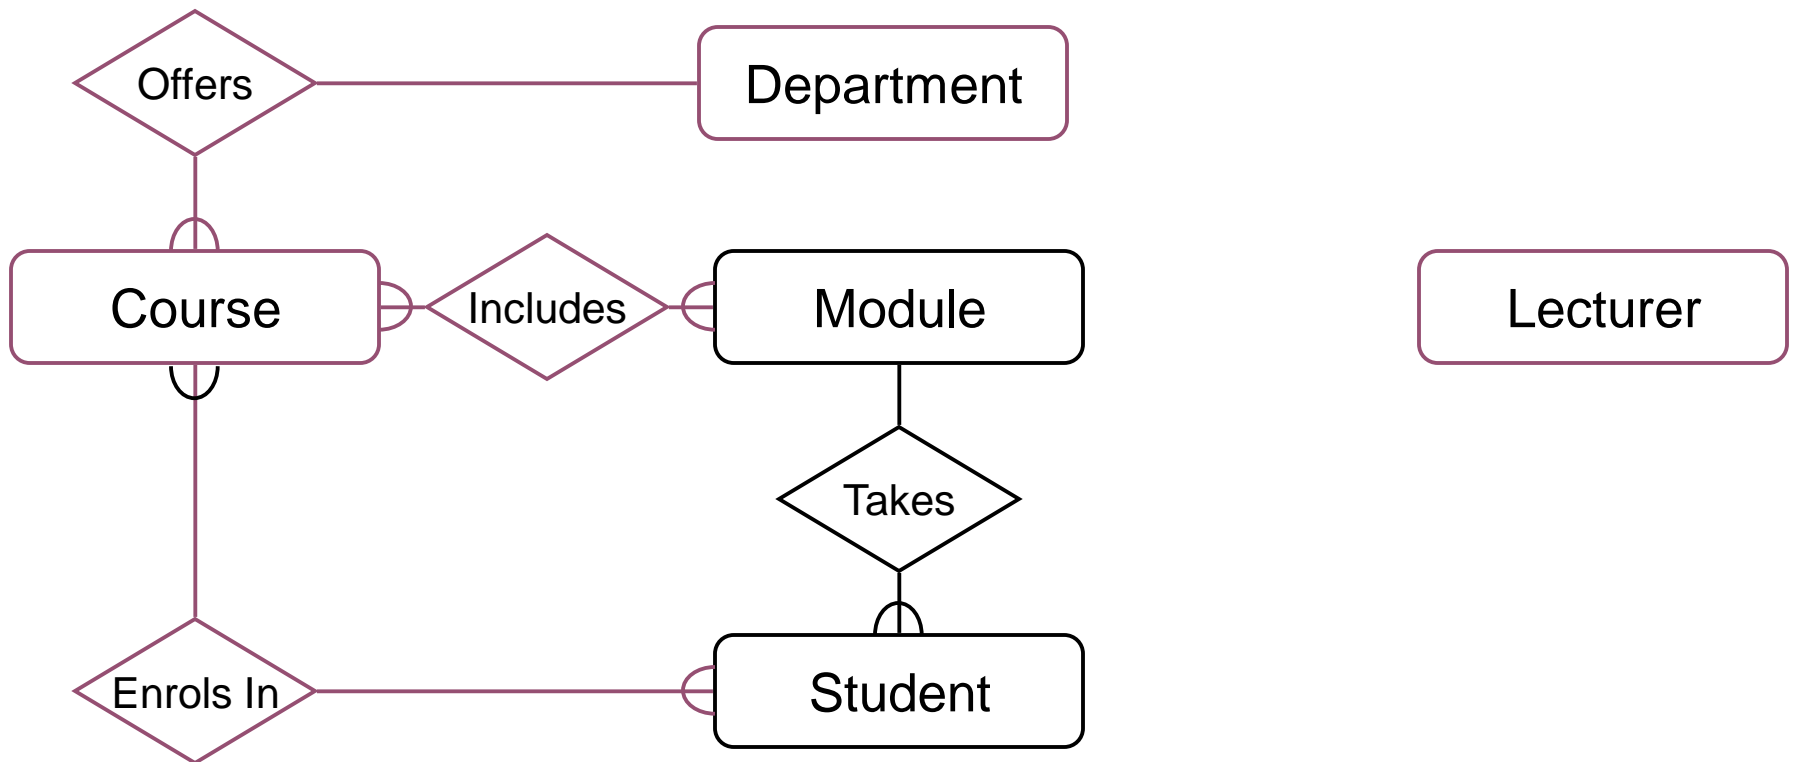 Offers
Department
Course
Includes
Module
Lecturer
Takes
Enrols In
Student